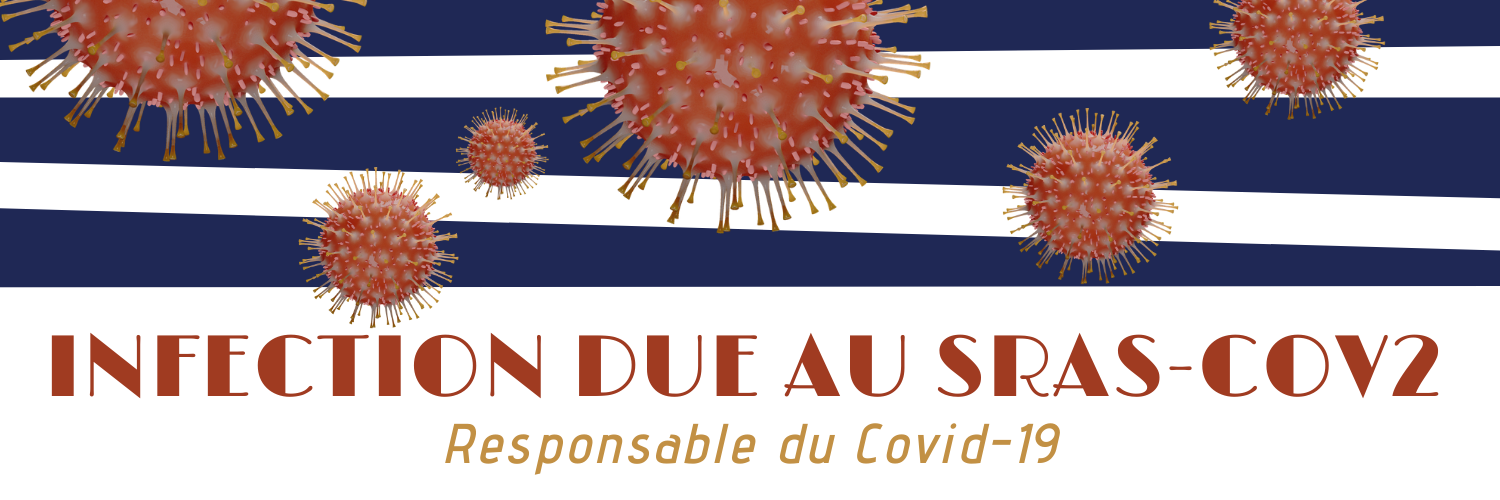 INFECTION DUE AU SRAS-COV2
Responsable du Covid-19